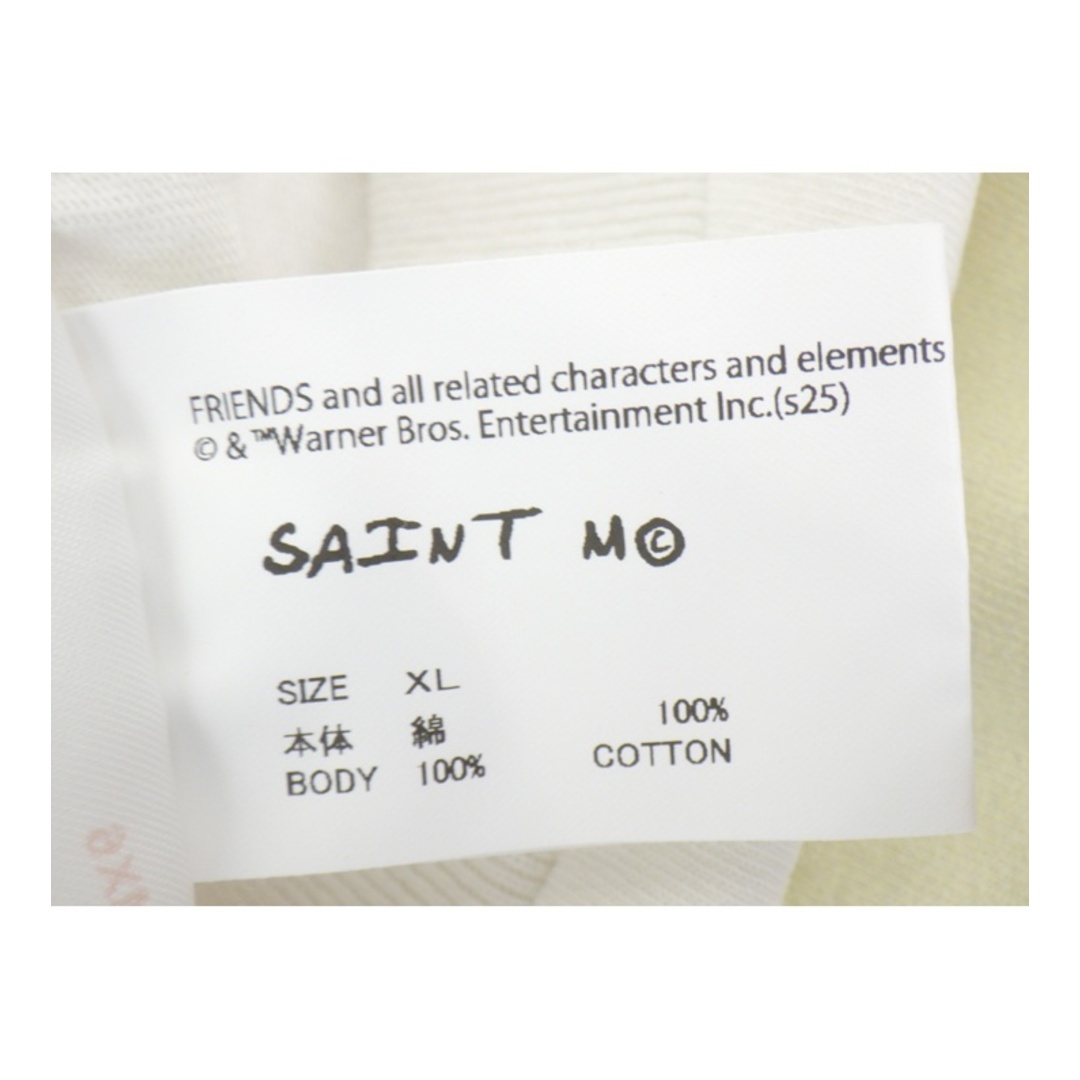 FRIENDS and all related characters and elements
© & ™Warner Bros. Entertainment Inc.(s25)
SAINT M©
SIZE XL
本体 綿 100%
BODY 100% COTTON